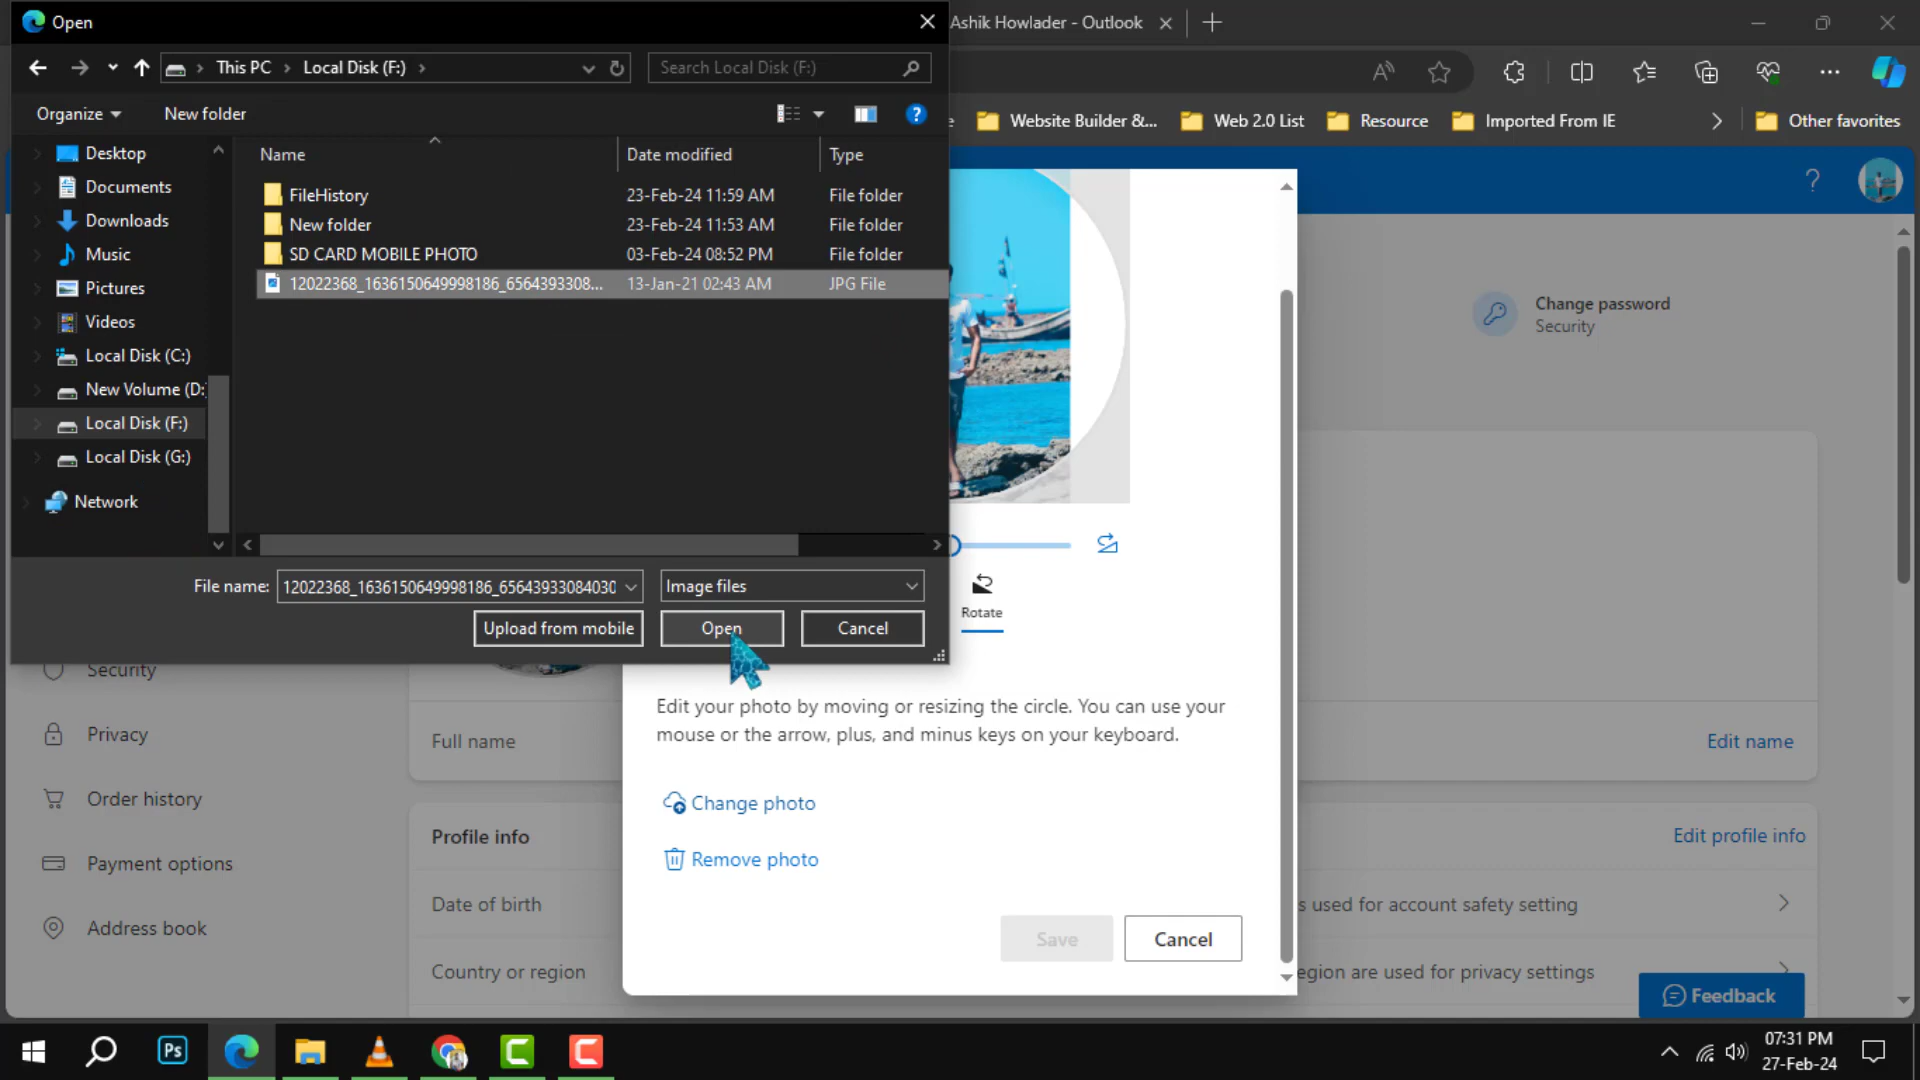 Open
Ashik Howlader - Outlook
This PC
Local Disk (F:)
Search Local Disk (F:)
Organize
New folder
Website Builder &...
Web 2.0 List
Resource
Imported From IE
Other favorites
Name
Date modified
Type
Desktop
Documents
Downloads
Music
Pictures
Videos
Local Disk (C:)
New Volume (D:
Local Disk (F:)
Local Disk (G:)
Network
FileHistory
23-Feb-24 11:59 AM
File folder
New folder
23-Feb-24 11:53 AM
File folder
SD CARD MOBILE PHOTO
03-Feb-24 08:52 PM
File folder
12022368_1636150649998186_6564393308...
13-Jan-21 02:43 AM
JPG File
Change password
Security
File name:
12022368_1636150649998186_65643933084030
Image files
Upload from mobile
Open
Cancel
Rotate
Security
Privacy
Order history
Payment options
Address book
Full name
Edit name
Edit your photo by moving or resizing the circle. You can use your
mouse or the arrow, plus, and minus keys on your keyboard.
Change photo
Remove photo
Save
Cancel
Profile info
Edit profile info
Date of birth
s used for account safety setting
Country or region
egion are used for privacy settings
Feedback
Ps
07:31 PM
27-Feb-24